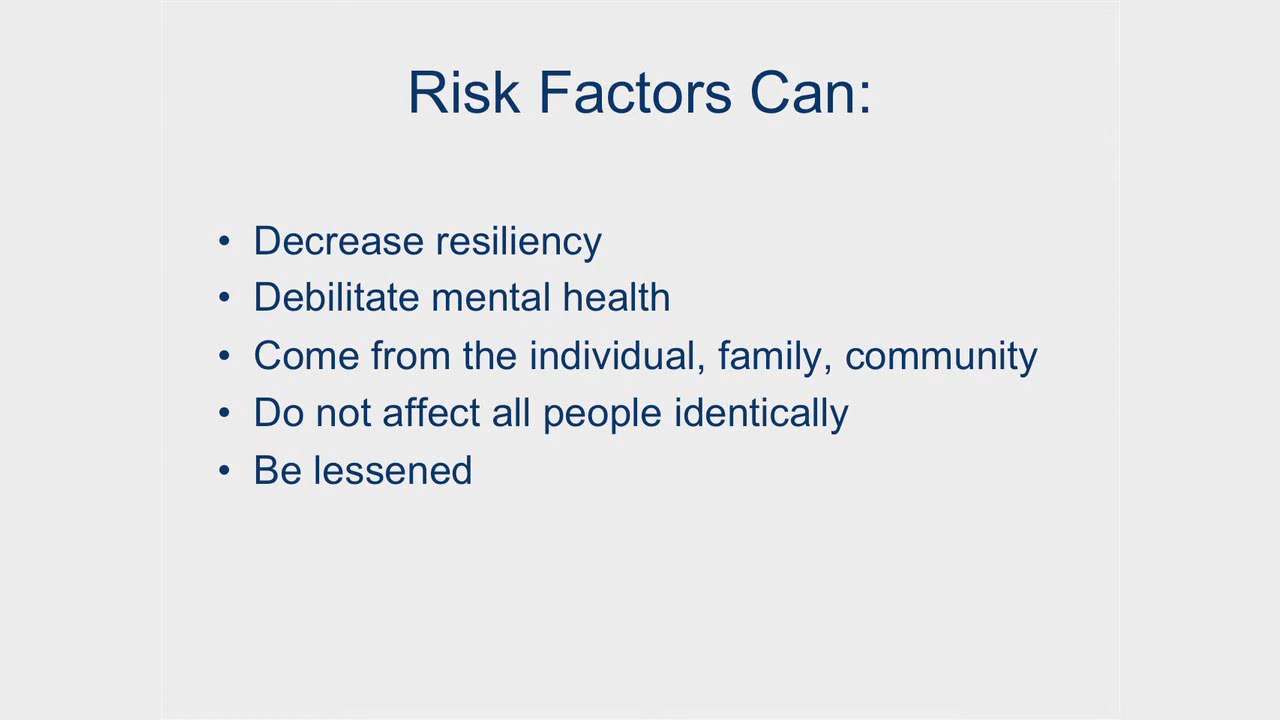 Risk Factors Can:
• Decrease resiliency
• Debilitate mental health
• Come from the individual, family, community
• Do not affect all people identically
• Be lessened